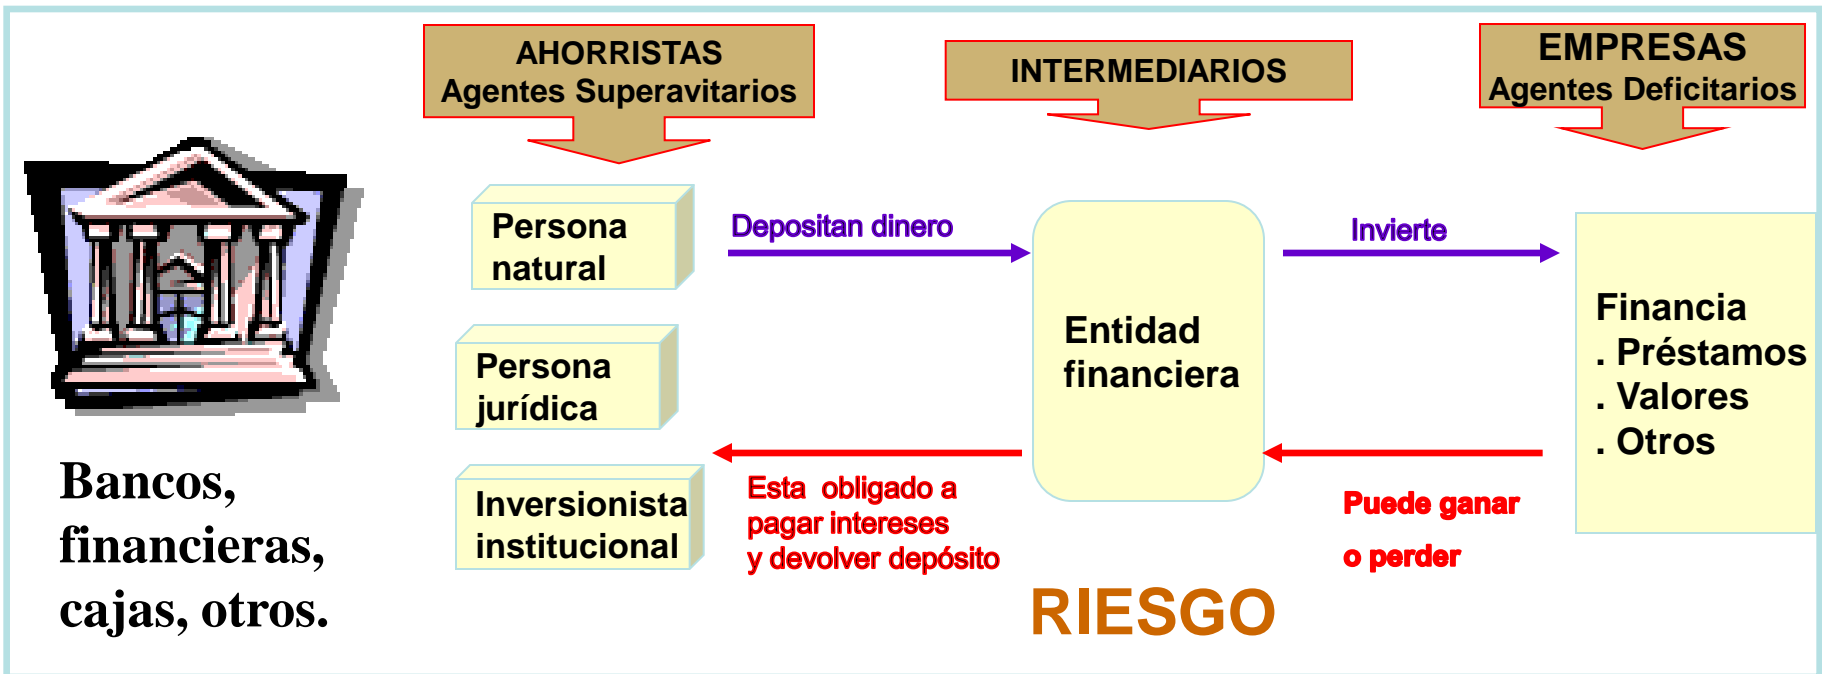 AHORRISTAS
Agentes Superavitarios
INTERMEDIARIOS
EMPRESAS
Agentes Deficitarios
Persona
natural
Depositan dinero
Invierte
Persona
jurídica
Entidad
financiera
Financia
. Préstamos
. Valores
. Otros
Inversionista
institucional
Esta obligado a
pagar intereses
y devolver depósito
Puede ganar
o perder
Bancos,
financieras,
cajas, otros.
RIESGO